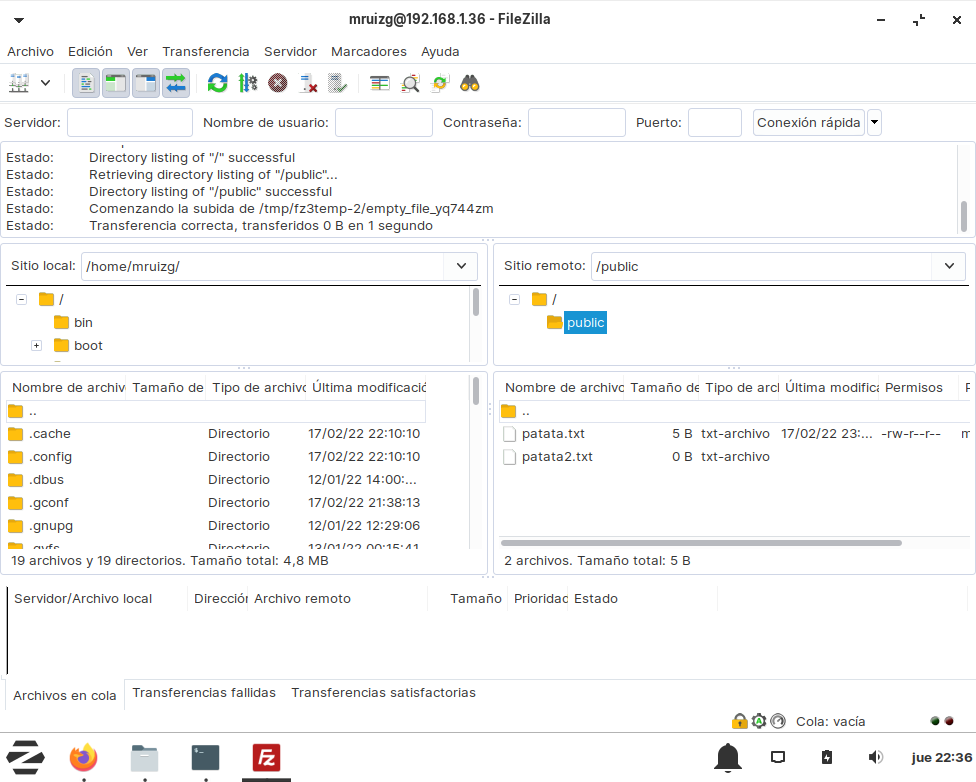 mruizg@192.168.1.36 - FileZilla
Archivo Edición Ver Transferencia Servidor Marcadores Ayuda
Servidor: Nombre de usuario: Contraseña: Puerto: Conexión rápida
Estado: Directory listing of "/" successful
Estado: Retrieving directory listing of "/public"...
Estado: Directory listing of "/public" successful
Estado: Comenzando la subida de /tmp/fz3temp-2/empty_file_yq744zm
Estado: Transferencia correcta, transferidos 0 B en 1 segundo
Sitio local: /home/mruizg/
/
bin
boot
Nombre de archiv Tamaño de Tipo de archivo Última modificació
..
.cache Directorio 17/02/22 22:10:10
.config Directorio 17/02/22 22:10:10
.dbus Directorio 12/01/22 14:00:...
.gconf Directorio 17/02/22 21:38:13
.gnupg Directorio 12/01/22 12:29:06
.gvfs Directorio 13/01/22 00:15:41
19 archivos y 19 directorios. Tamaño total: 4,8 MB
Sitio remoto: /public
/
public
Nombre de archivo Tamaño de Tipo de arcl Última modifica Permisos
..
patata.txt 5 B txt-archivo 17/02/22 23:... -rw-r--r-- m
patata2.txt 0 B txt-archivo
2 archivos. Tamaño total: 5 B
Servidor/Archivo local Dirección Archivo remoto Tamaño Prioridad Estado
Archivos en cola Transferencias fallidas Transferencias satisfactorias
Cola: vacía
Fz
jue 22:36